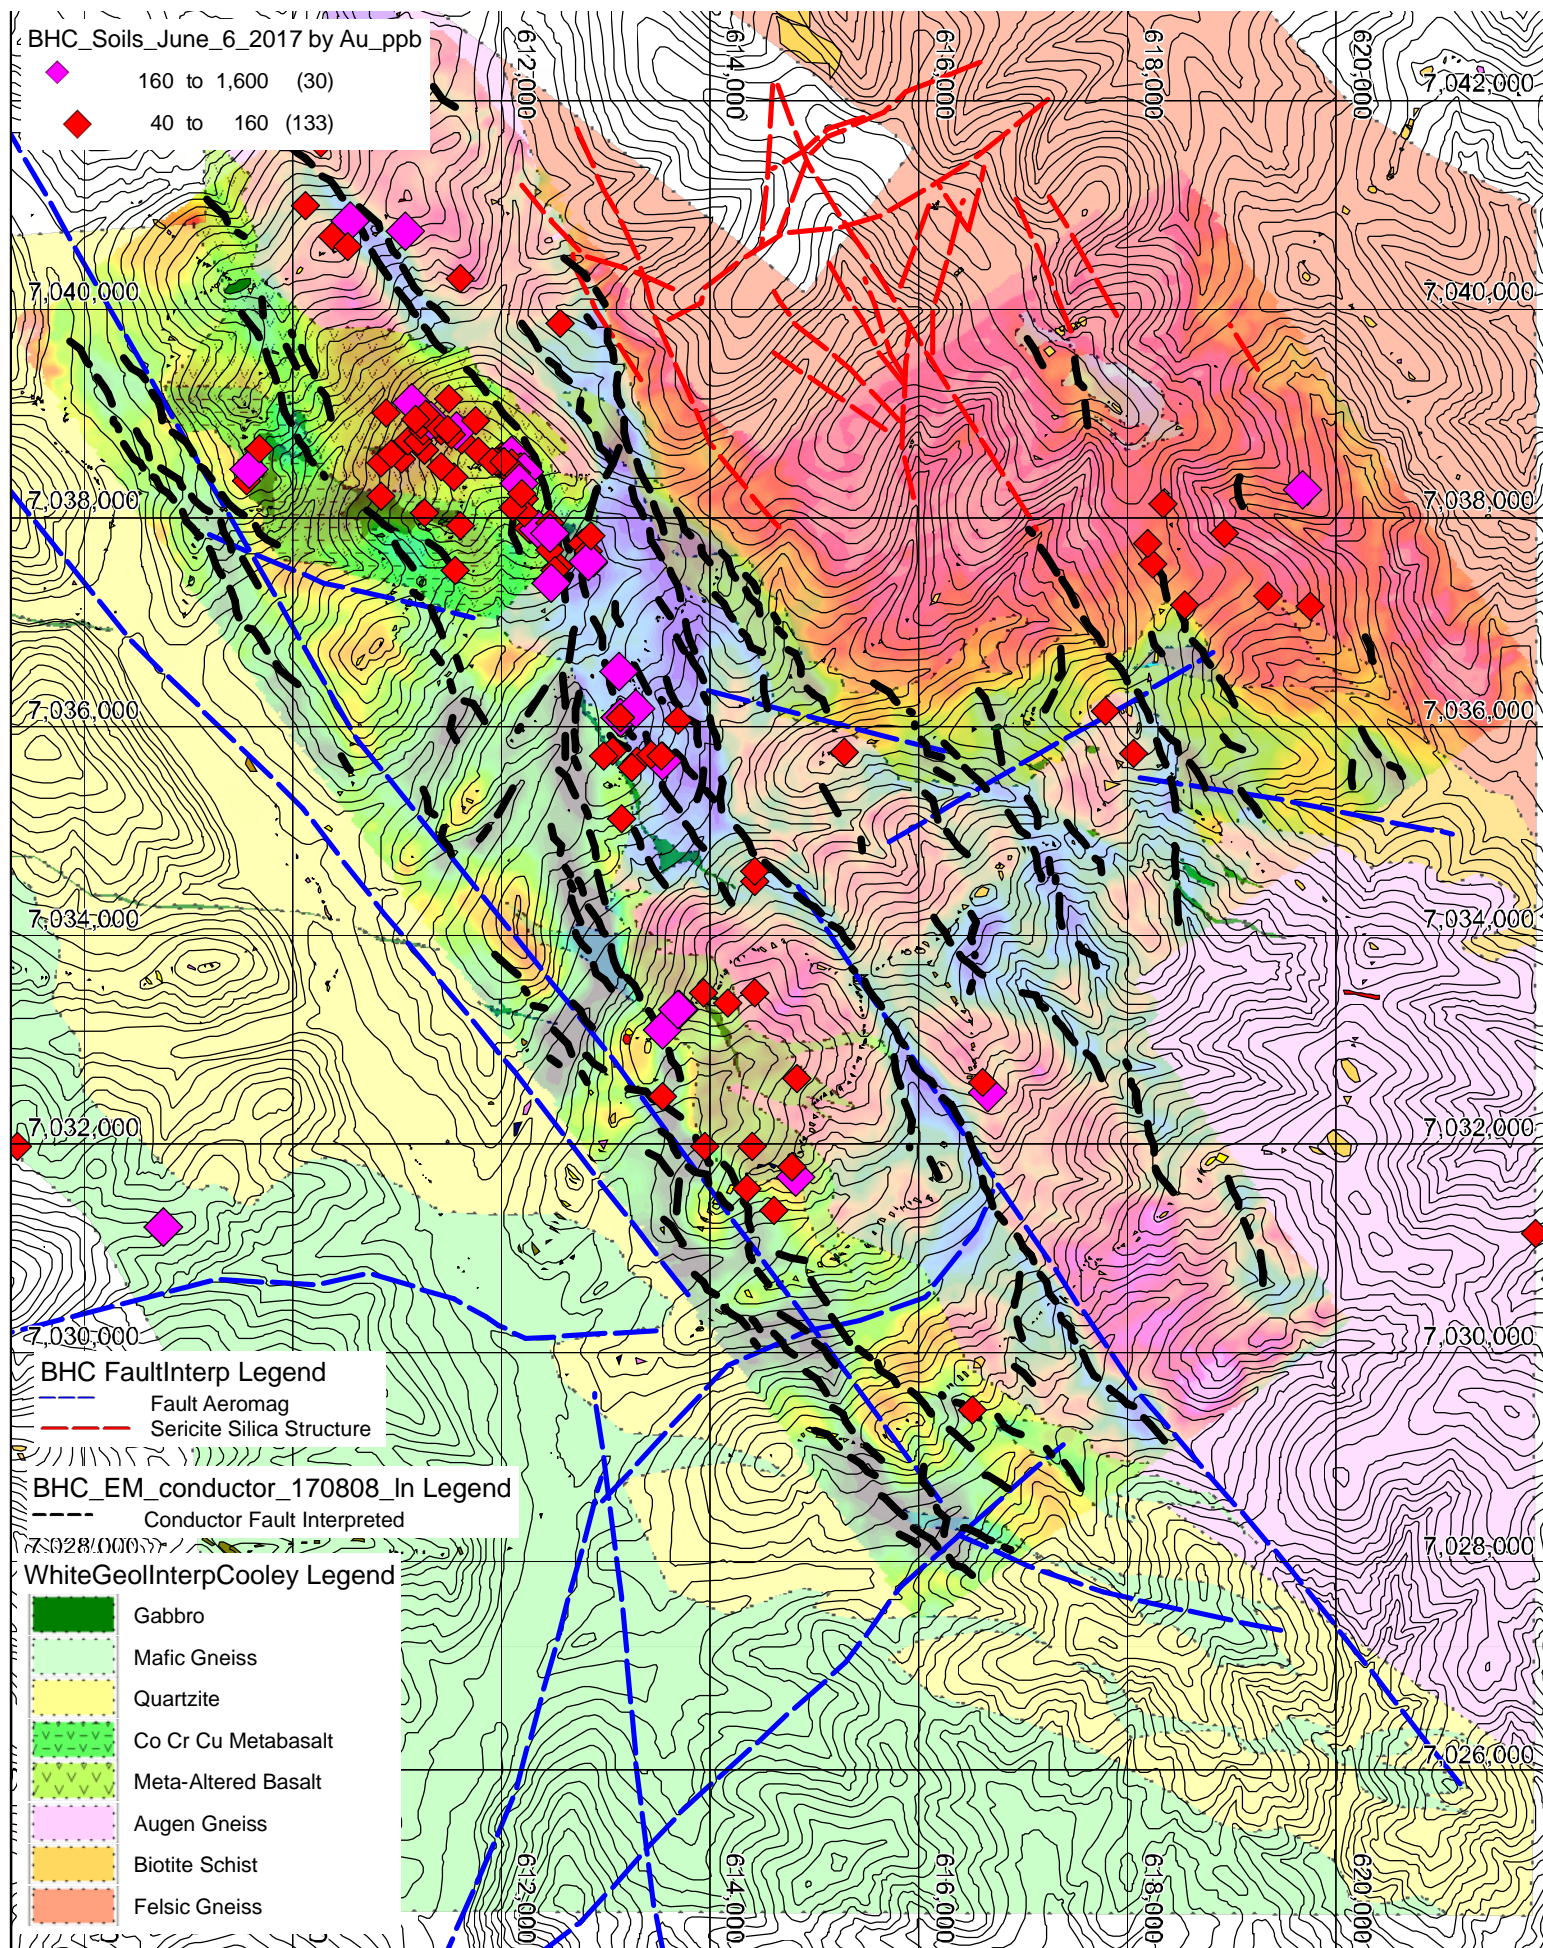 BHC_Soils_June_6_2017 by Au_ppb
160 to 1,600 (30)
40 to 160 (133)
612,000
614,000
616,000
618,000
620,000
7,042,000
7,040,000
7,040,000
7,038,000
7,038,000
7,036,000
7,036,000
7,034,000
7,034,000
7,032,000
7,032,000
7,030,000
7,030,000
BHC FaultInterp Legend
Fault Aeromag
Sericite Silica Structure
BHC_EM_conductor_170808_ln Legend
Conductor Fault Interpreted
7,028,000
7,028,000
WhiteGeolInterpCooley Legend
Gabbro
Mafic Gneiss
Quartzite
Co Cr Cu Metabasalt
Meta-Altered Basalt
Augen Gneiss
Biotite Schist
Felsic Gneiss
7,026,000
612,000
614,000
616,000
618,000
620,000